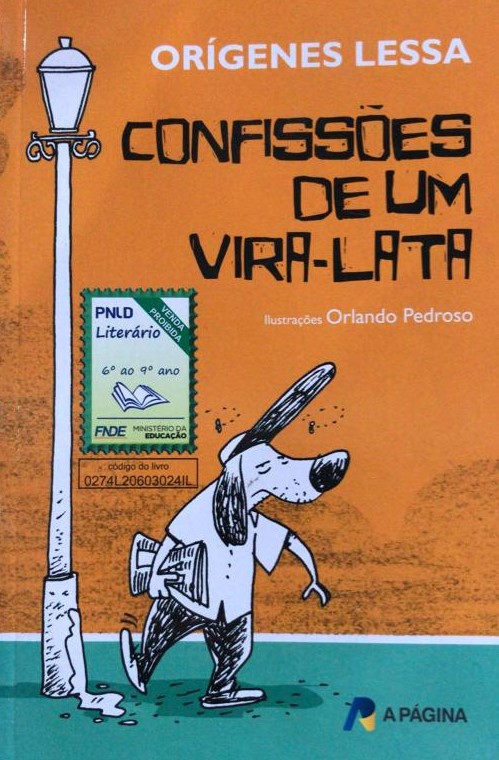 ORÍGENES LESSA
CONFISSÕES
DE UM
VIRA-LATA
Ilustrações Orlando Pedroso
PNLD
Literário
VENDA
PROIBIDA
6º ao 9º ano
FNDE
MINISTÉRIO DA
EDUCAÇÃO
código do livro
0274L20603024IL
A PÁGINA